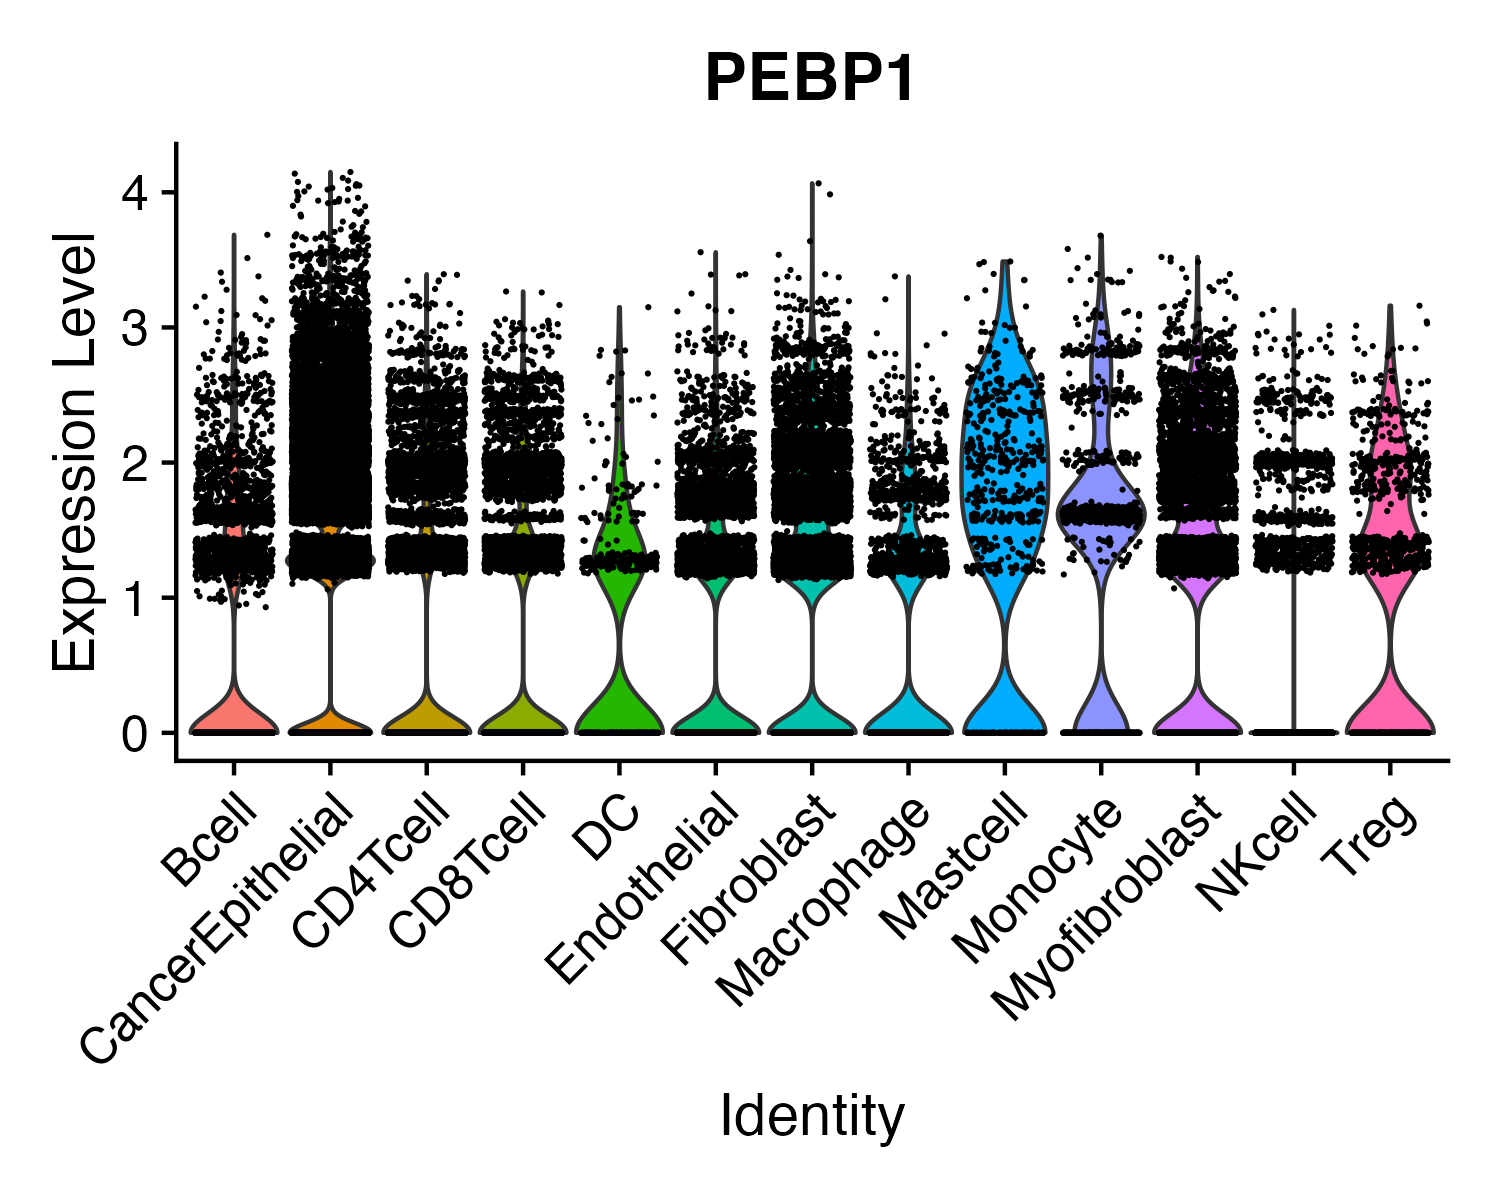 PEBP1
Expression Level
4
3
2
1
0
Bcell
CancerEpithelial
CD4Tcell
CD8Tcell
DC
Endothelial
Fibroblast
Macrophage
Mastcell
Monocyte
Myofibroblast
NKcell
Treg
Identity